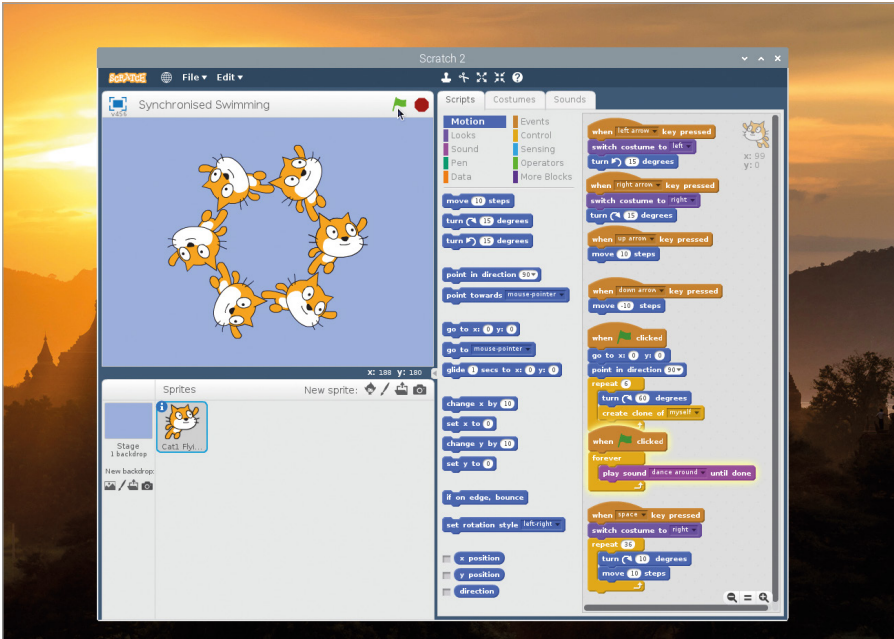 Scratch 2
SCRATCH File Edit
Synchronised Swimming
v456
x: 188 y: 180
Sprites New sprite:
Stage
1 backdrop
New backdrop:
Cat1 Flyi...
Scripts Costumes Sounds
Motion Events
Looks Control
Sound Sensing
Pen Operators
Data More Blocks
move 10 steps
turn 15 degrees
turn 15 degrees
point in direction 90
point towards mouse-pointer
go to x: 0 y: 0
go to mouse-pointer
glide 1 secs to x: 0 y: 0
change x by 10
set x to 0
change y by 10
set y to 0
if on edge, bounce
set rotation style left-right
x position
y position
direction
when left arrow key pressed
switch costume to left
turn 15 degrees
x: 99
y: 0
when right arrow key pressed
switch costume to right
turn 15 degrees
when up arrow key pressed
move 10 steps
when down arrow key pressed
move -10 steps
when clicked
go to x: 0 y: 0
point in direction 90
repeat 6
turn 60 degrees
create clone of myself
when clicked
forever
play sound dance around until done
when space key pressed
switch costume to right
repeat 36
turn 10 degrees
move 10 steps